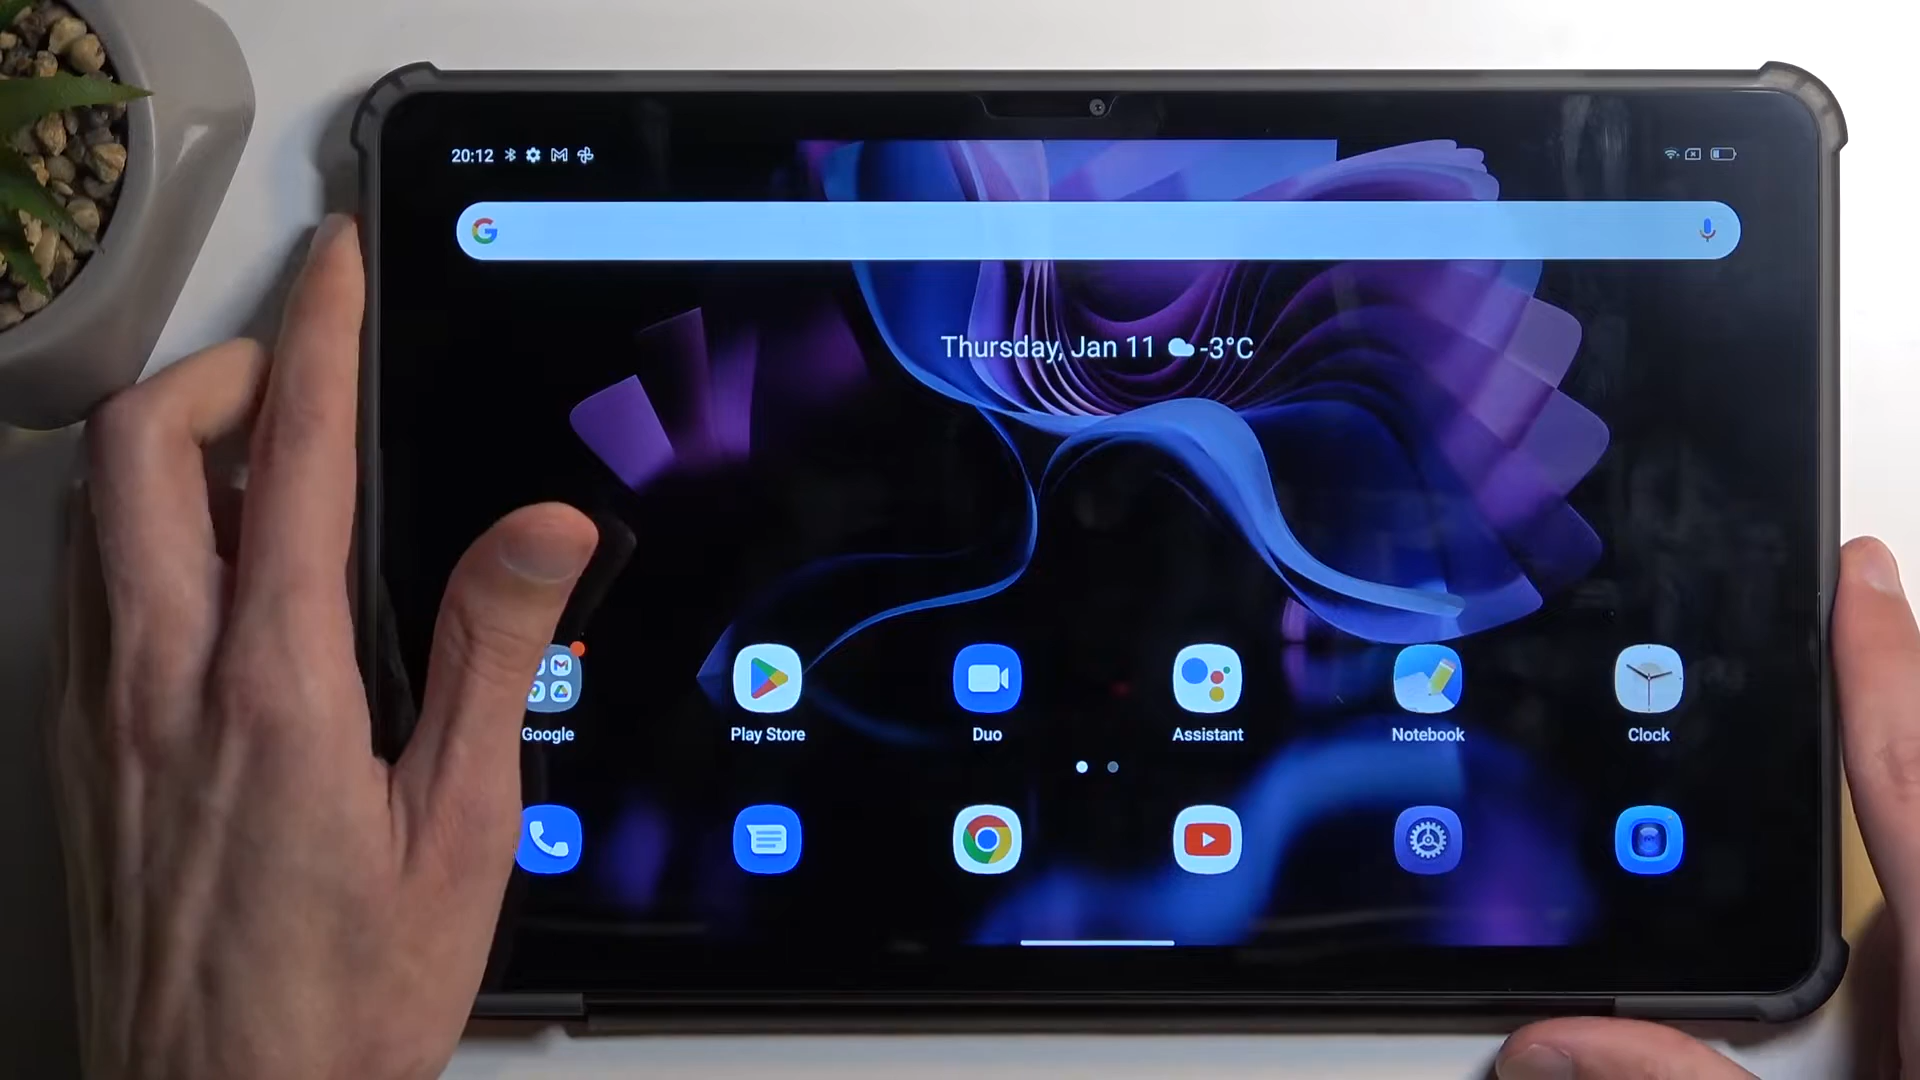 20:12
Thursday, Jan 11 -3°C
Google
Play Store
Duo
Assistant
Notebook
Clock